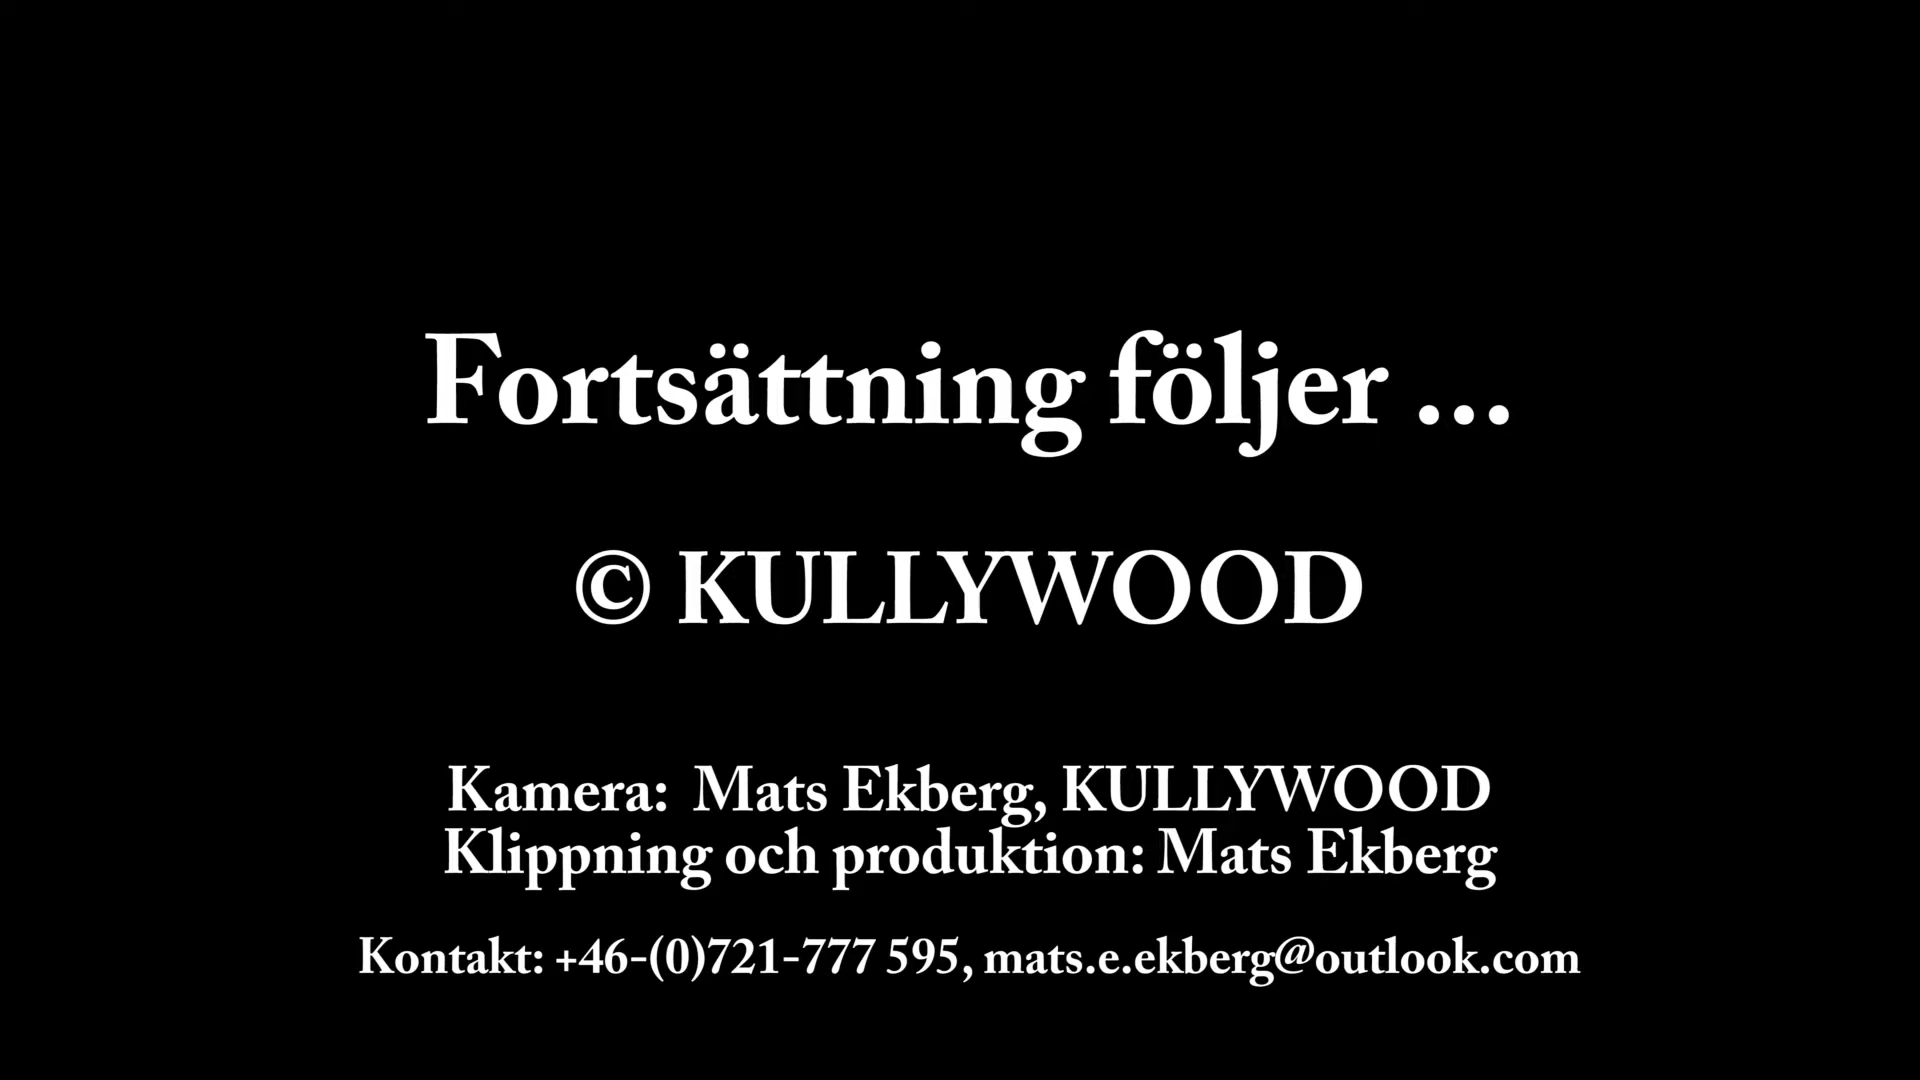 Fortsättning följer ...
© KULLYWOOD
Kamera:  Mats Ekberg, KULLYWOOD
Klippning och produktion: Mats Ekberg
Kontakt: +46-(0)721-777 595, mats.e.ekberg@outlook.com